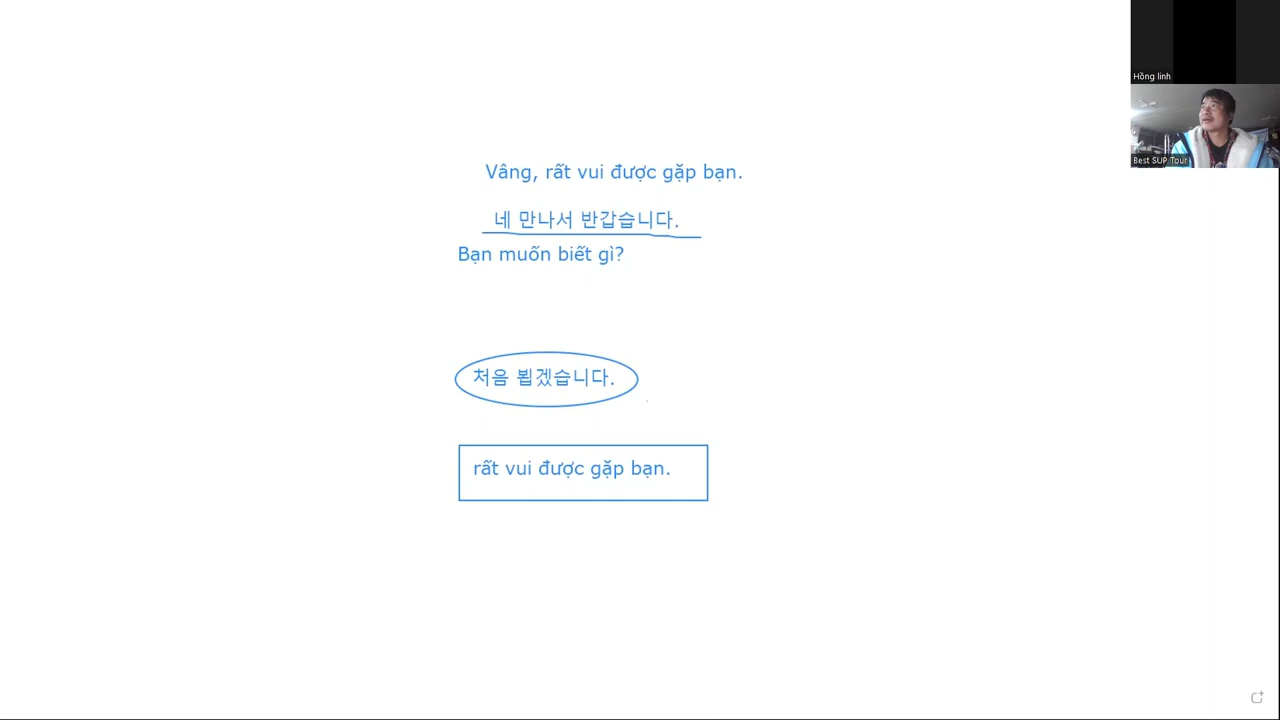 Hồng linh
Best SUP Tour
Vâng, rất vui được gặp bạn.
네 만나서 반갑습니다.
Bạn muốn biết gì?
처음 뵙겠습니다.
rất vui được gặp bạn.